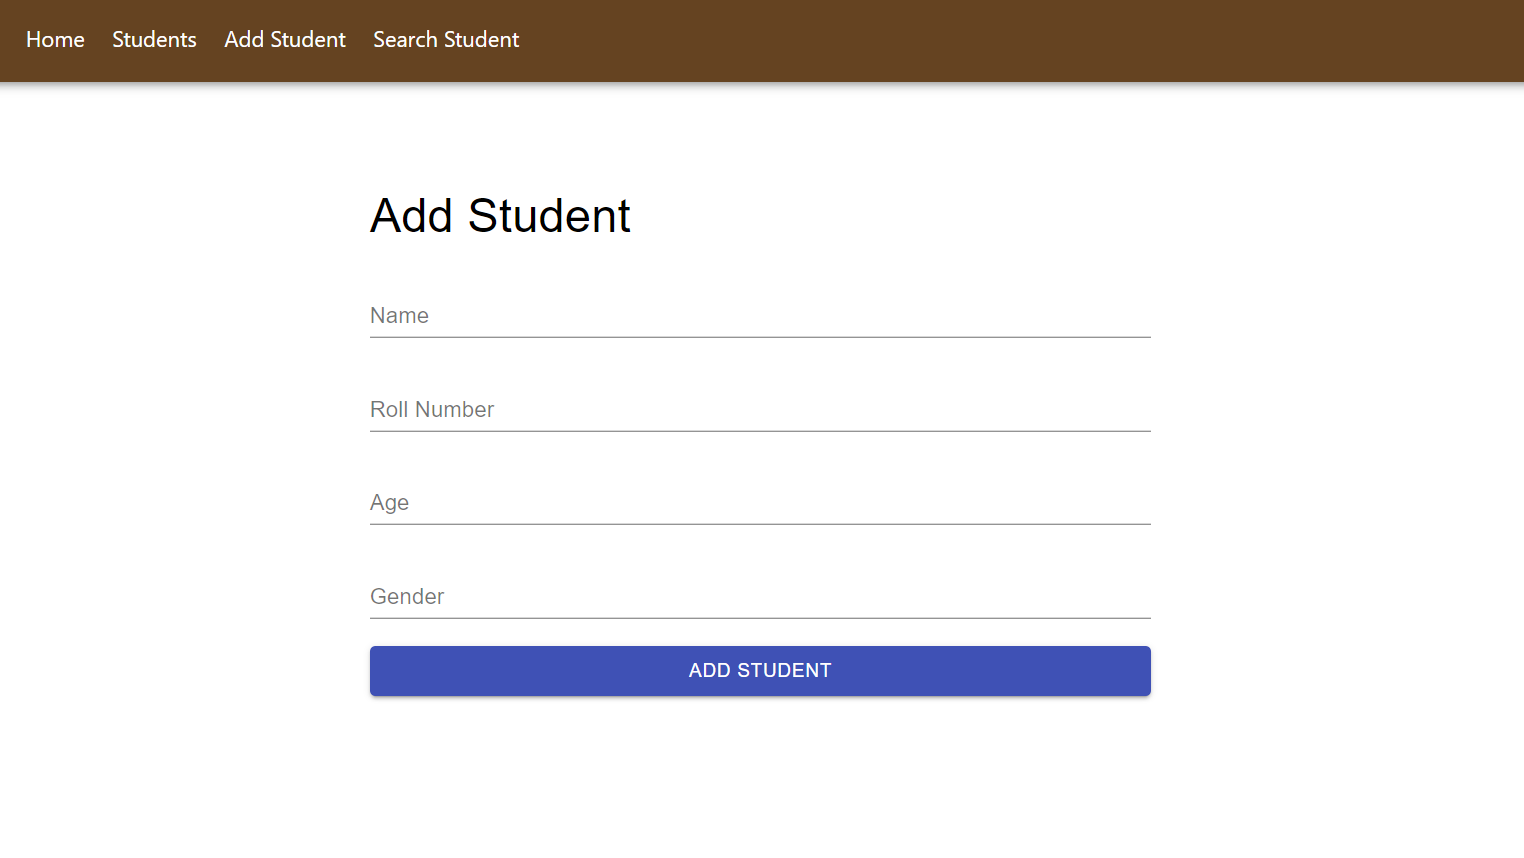 Home Students Add Student Search Student
Add Student
Name
Roll Number
Age
Gender
ADD STUDENT